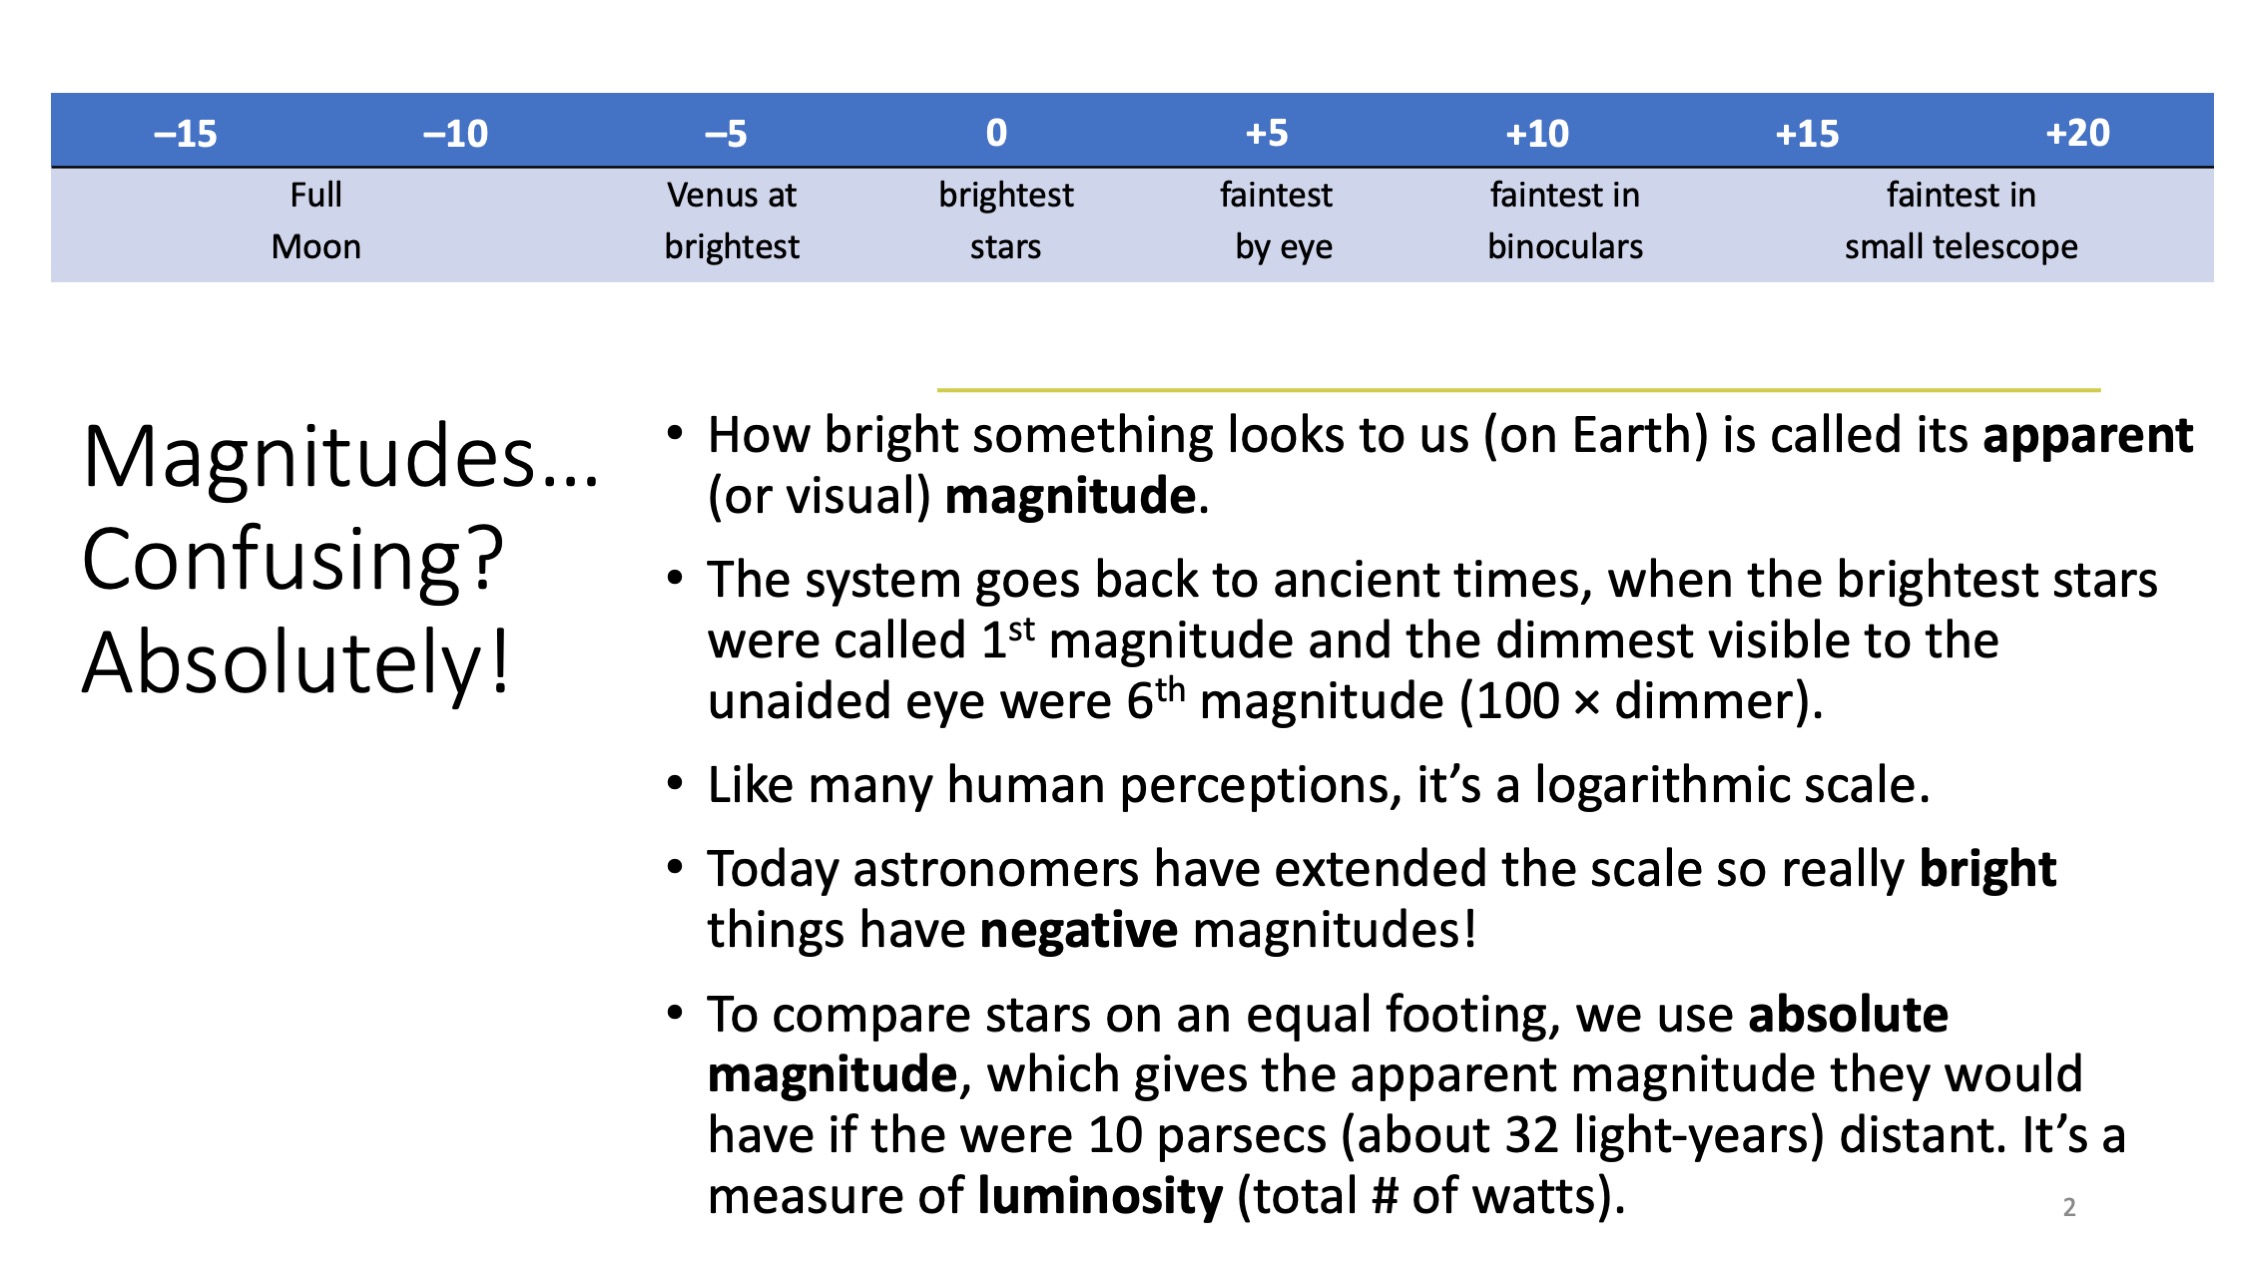 –15 –10 –5 0 +5 +10 +15 +20
Full Venus at brightest faintest faintest in faintest in
Moon brightest stars by eye binoculars small telescope
Magnitudes…
Confusing?
Absolutely!
• How bright something looks to us (on Earth) is called its apparent
(or visual) magnitude.
• The system goes back to ancient times, when the brightest stars
were called 1st magnitude and the dimmest visible to the
unaided eye were 6th magnitude (100 × dimmer).
• Like many human perceptions, it’s a logarithmic scale.
• Today astronomers have extended the scale so really bright
things have negative magnitudes!
• To compare stars on an equal footing, we use absolute
magnitude, which gives the apparent magnitude they would
have if the were 10 parsecs (about 32 light-years) distant. It’s a
measure of luminosity (total # of watts).
2